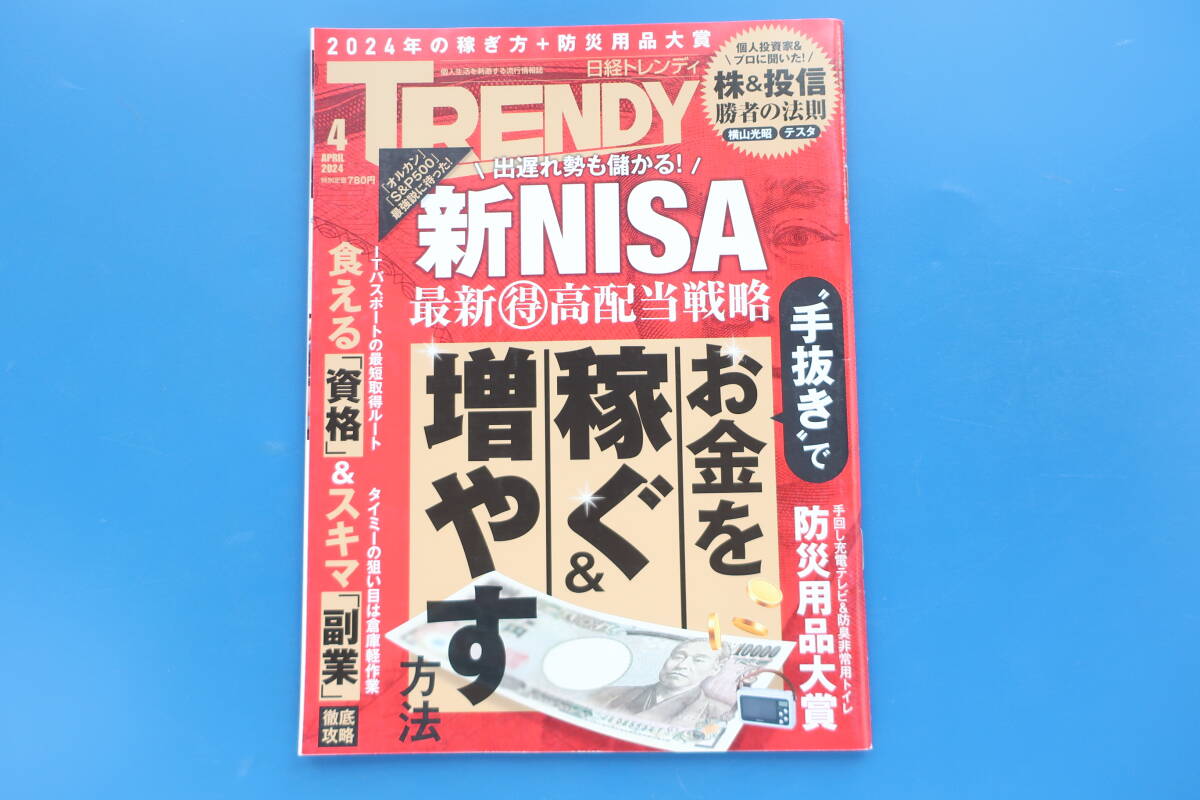 2024年の稼ぎ方+防災用品大賞
個人生活を刺激する流行情報誌
日経トレンディ
TRENDY
4
APRIL
2024
特別定価780円
個人投資家&
プロに聞いた!
株&投信
勝者の法則
横山光昭
テスタ
「オルカン」
「S&P500」
最強説に待った!
出遅れ勢も儲かる!
新NISA
最新得高配当戦略
"手抜き"で
お金を
稼ぐ&
増やす
方法
ITパスポートの最短取得ルート
食える「資格」
&スキマ「副業」
タイミーの狙い目は倉庫軽作業
徹底
攻略
手回し充電テレビ&防臭非常用トイレ
防災用品大賞
10000